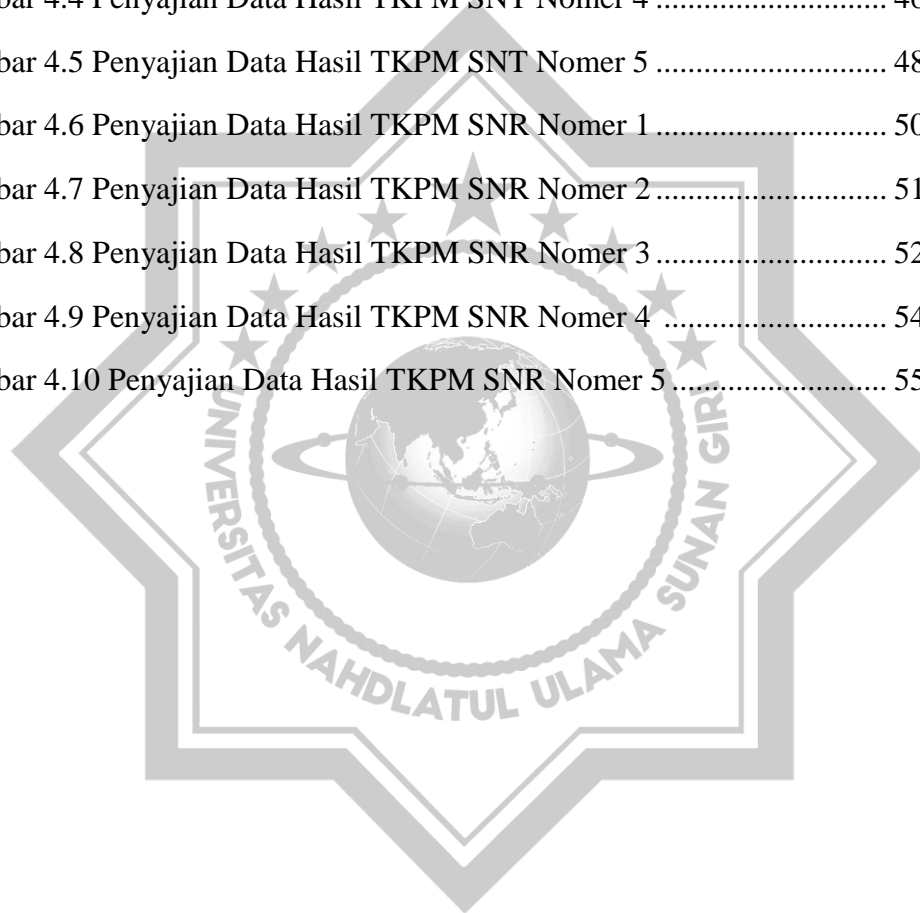 bar 4.4 Penyajian Data Hasil TKPM SNT Nomer 4 ............................
bar 4.5 Penyajian Data Hasil TKPM SNT Nomer 5 ............................ 48
bar 4.6 Penyajian Data Hasil TKPM SNR Nomer 1 ............................ 50
bar 4.7 Penyajian Data Hasil TKPM SNR Nomer 2 ............................ 51
bar 4.8 Penyajian Data Hasil TKPM SNR Nomer 3 ............................ 52
bar 4.9 Penyajian Data Hasil TKPM SNR Nomer 4 ........................... 54
bar 4.10 Penyajian Data Hasil TKPM SNR Nomer 5 .......................... 55
UNIVERSITAS NAHDLATUL ULAMA SUNAN GIRI